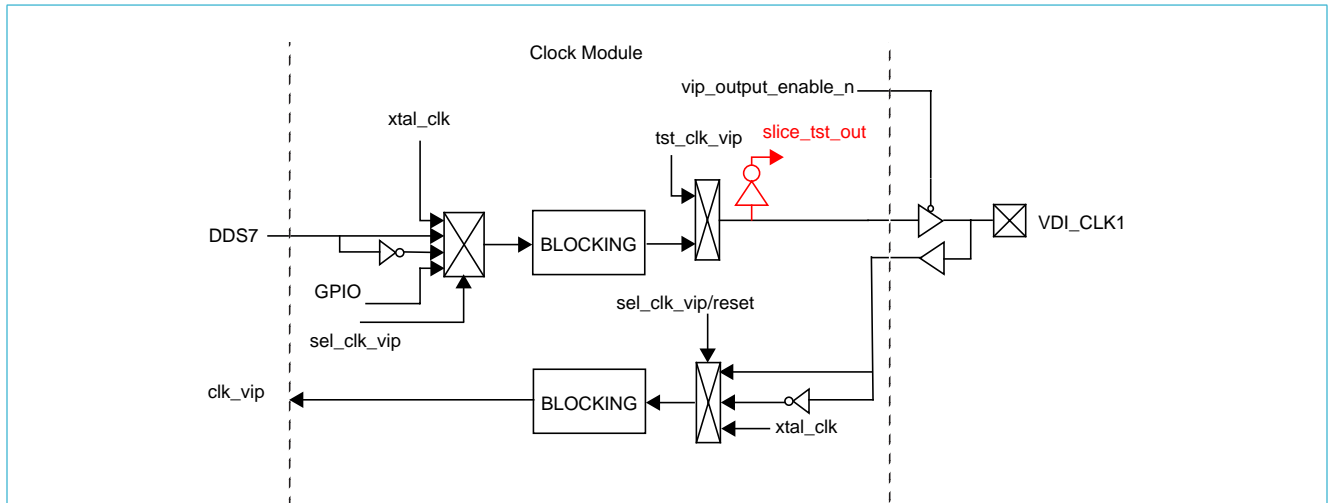 Clock Module
vip_output_enable_n
xtal_clk
tst_clk_vip
slice_tst_out
DDS7
BLOCKING
VDI_CLK1
GPIO
sel_clk_vip
sel_clk_vip/reset
clk_vip
BLOCKING
xtal_clk